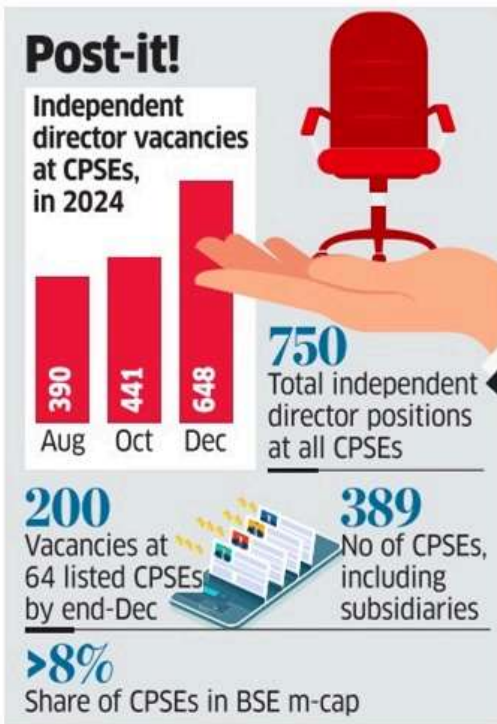 Post-it!
Independent
director vacancies
at CPSEs,
in 2024
390
441
648
Aug
Oct
Dec
750
Total independent
director positions
at all CPSEs
200
Vacancies at
64 listed CPSEs
by end-Dec
389
No of CPSEs,
including
subsidiaries
>8%
Share of CPSEs in BSE m-cap